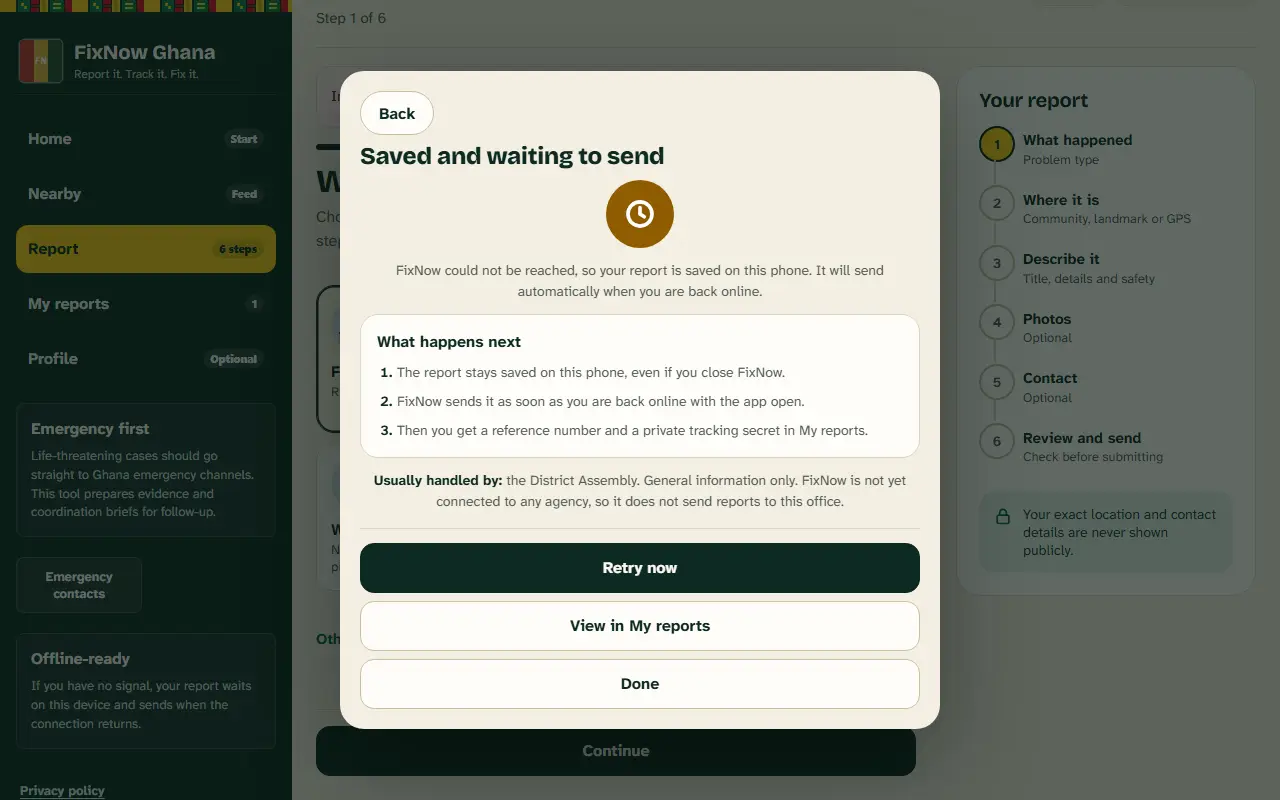 FN
FixNow Ghana
Report it. Track it. Fix it.
Home
Start
Nearby
Feed
Report
6 steps
My reports
1
Profile
Optional
Emergency first
Life-threatening cases should go
straight to Ghana emergency channels.
This tool prepares evidence and
coordination briefs for follow-up.
Emergency
contacts
Offline-ready
If you have no signal, your report waits
on this device and sends when the
connection returns.
Privacy policy
Step 1 of 6
Back
Saved and waiting to send
FixNow could not be reached, so your report is saved on this phone. It will send
automatically when you are back online.
What happens next
1. The report stays saved on this phone, even if you close FixNow.
2. FixNow sends it as soon as you are back online with the app open.
3. Then you get a reference number and a private tracking secret in My reports.
Usually handled by: the District Assembly. General information only. FixNow is not yet
connected to any agency, so it does not send reports to this office.
Retry now
View in My reports
Done
Continue
Your report
1
What happened
Problem type
2
Where it is
Community, landmark or GPS
3
Describe it
Title, details and safety
4
Photos
Optional
5
Contact
Optional
6
Review and send
Check before submitting
Your exact location and contact
details are never shown
publicly.